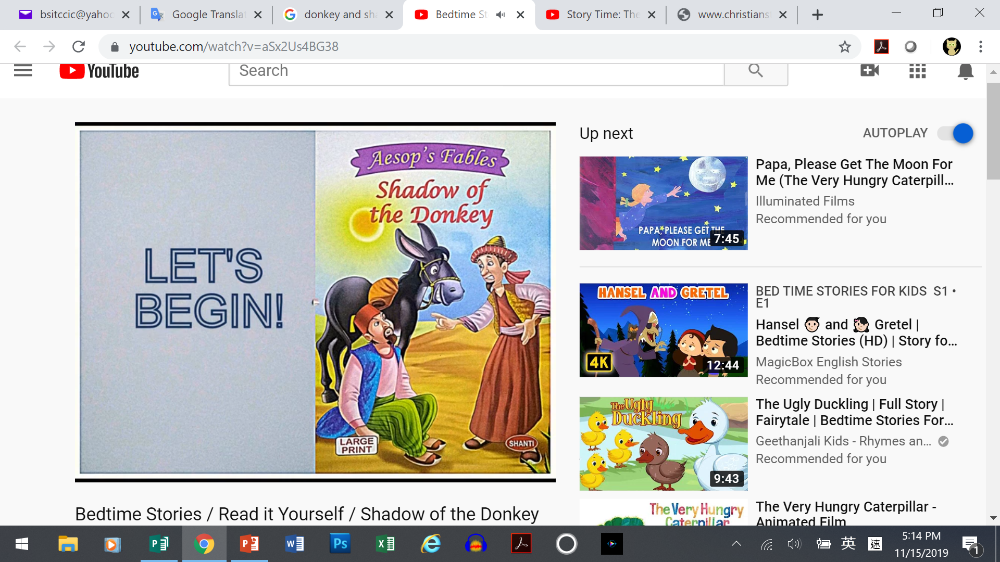 bsitccic@yahoc
Google Translat
donkey and sha
Bedtime St
Story Time: The
www.christians
youtube.com/watch?v=aSx2Us4BG38
YouTube
Search
LET'S
BEGIN!
Aesop's Fables
Shadow of
the Donkey
LARGE
PRINT
SHANTI
Bedtime Stories / Read it Yourself / Shadow of the Donkey
Up next
AUTOPLAY
PAPA, PLEASE GET THE
MOON FOR ME
7:45
Papa, Please Get The Moon For
Me (The Very Hungry Caterpill...
Illuminated Films
Recommended for you
HANSEL AND GRETEL
4K
12:44
BED TIME STORIES FOR KIDS S1 •
E1
Hansel 👦🏻 and 👧🏻 Gretel |
Bedtime Stories (HD) | Story fo...
MagicBox English Stories
Recommended for you
The Ugly
Duckling
9:43
The Ugly Duckling | Full Story |
Fairytale | Bedtime Stories For...
Geethanjali Kids - Rhymes an...
Recommended for you
The Very Hungry
Caterpillar
The Very Hungry Caterpillar -
Animated Film
Ps
英
速
5:14 PM
11/15/2019
1